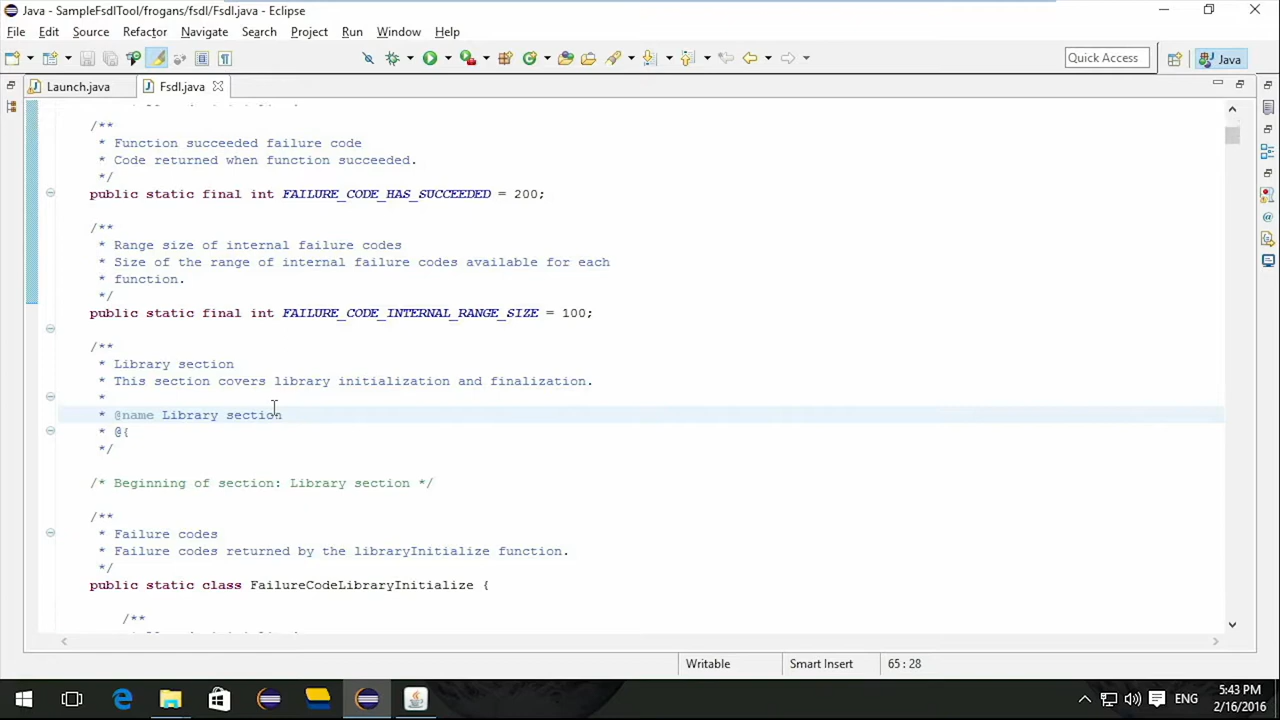 Java - SampleFsdlTool/frogans/fsdl/Fsdl.java - Eclipse
File Edit Source Refactor Navigate Search Project Run Window Help
Quick Access Java
Launch.java Fsdl.java
/**
* Function succeeded failure code
* Code returned when function succeeded.
*/
public static final int FAILURE_CODE_HAS_SUCCEEDED = 200;
/**
* Range size of internal failure codes
* Size of the range of internal failure codes available for each
* function.
*/
public static final int FAILURE_CODE_INTERNAL_RANGE_SIZE = 100;
/**
* Library section
* This section covers library initialization and finalization.
*
* @name Library section
* @{
*/
/* Beginning of section: Library section */
/**
* Failure codes
* Failure codes returned by the libraryInitialize function.
*/
public static class FailureCodeLibraryInitialize {
/**
Writable Smart Insert 65 : 28
ENG
5:43 PM
2/16/2016